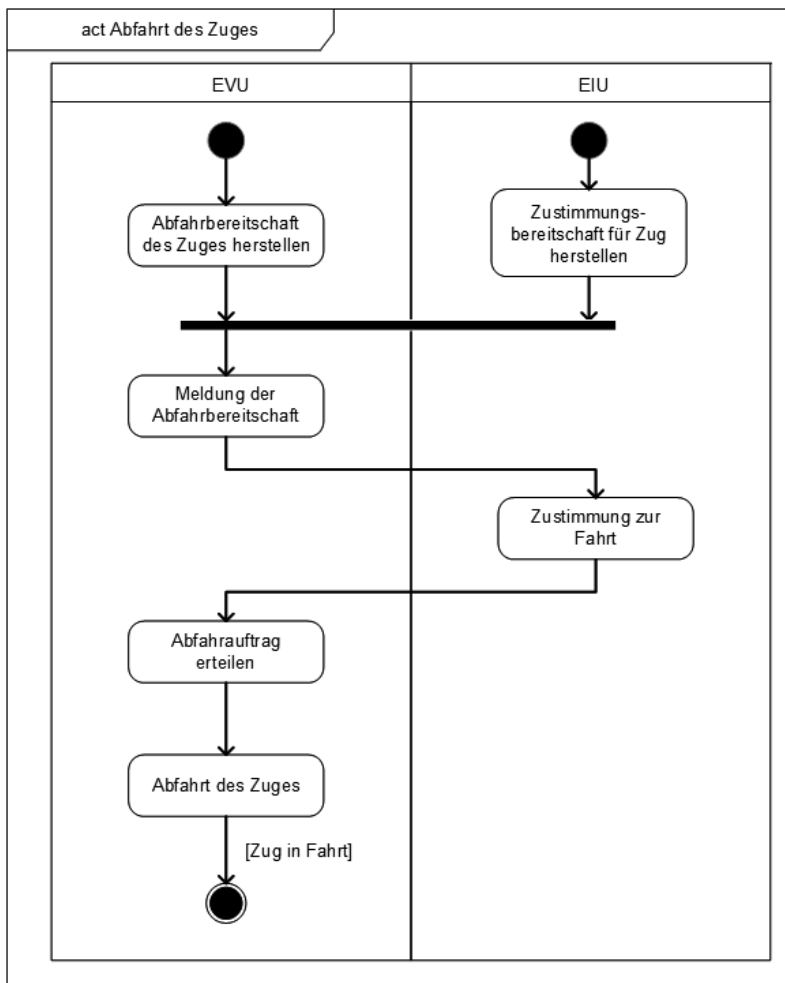 act Abfahrt des Zuges
EVU
EIU
Abfahrbereitschaft
des Zuges herstellen
Zustimmungs-
bereitschaft für Zug
herstellen
Meldung der
Abfahrbereitschaft
Zustimmung zur
Fahrt
Abfahrauftrag
erteilen
Abfahrt des Zuges
[Zug in Fahrt]